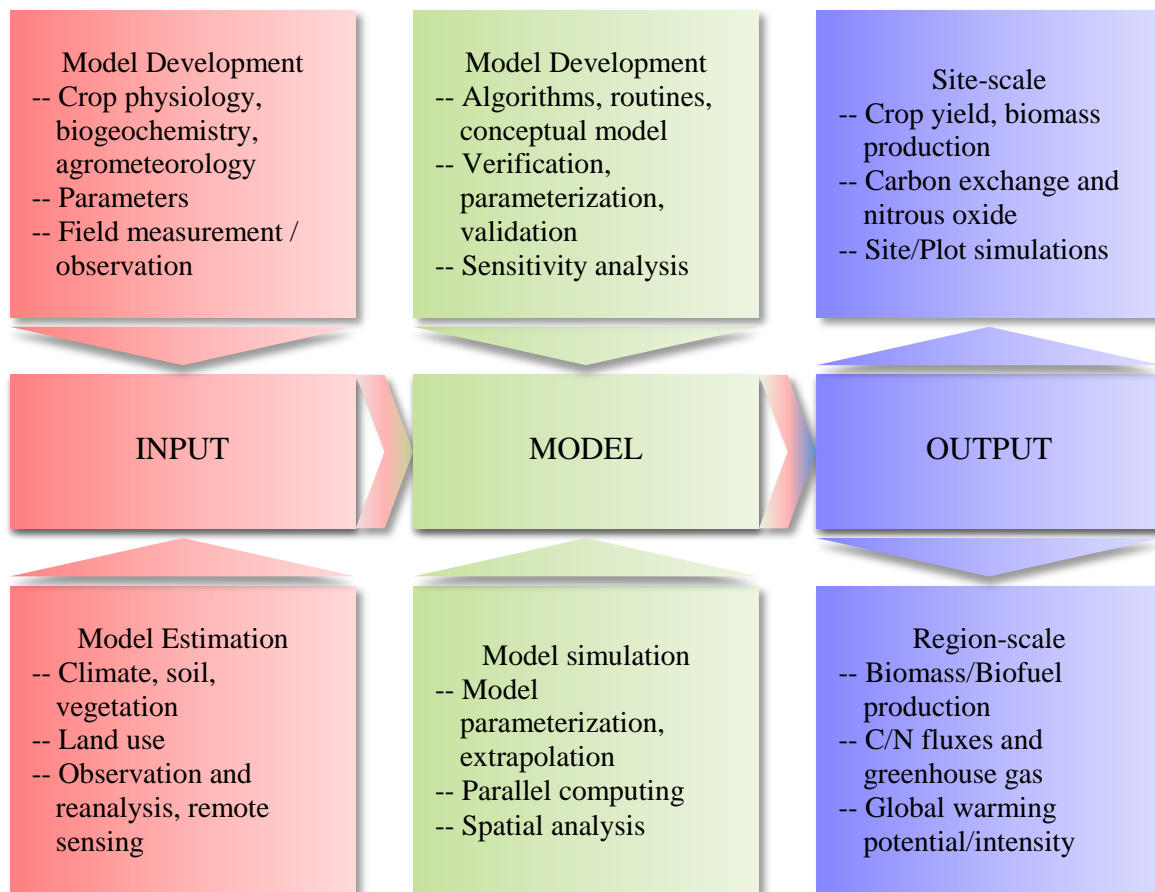 Model Development
-- Crop physiology,
biogeochemistry,
agrometeorology
-- Parameters
-- Field measurement /
observation
Model Development
-- Algorithms, routines,
conceptual model
-- Verification,
parameterization,
validation
-- Sensitivity analysis
Site-scale
-- Crop yield, biomass
production
-- Carbon exchange and
nitrous oxide
-- Site/Plot simulations
INPUT
MODEL
OUTPUT
Model Estimation
-- Climate, soil,
vegetation
-- Land use
-- Observation and
reanalysis, remote
sensing
Model simulation
-- Model
parameterization,
extrapolation
-- Parallel computing
-- Spatial analysis
Region-scale
-- Biomass/Biofuel
production
-- C/N fluxes and
greenhouse gas
-- Global warming
potential/intensity